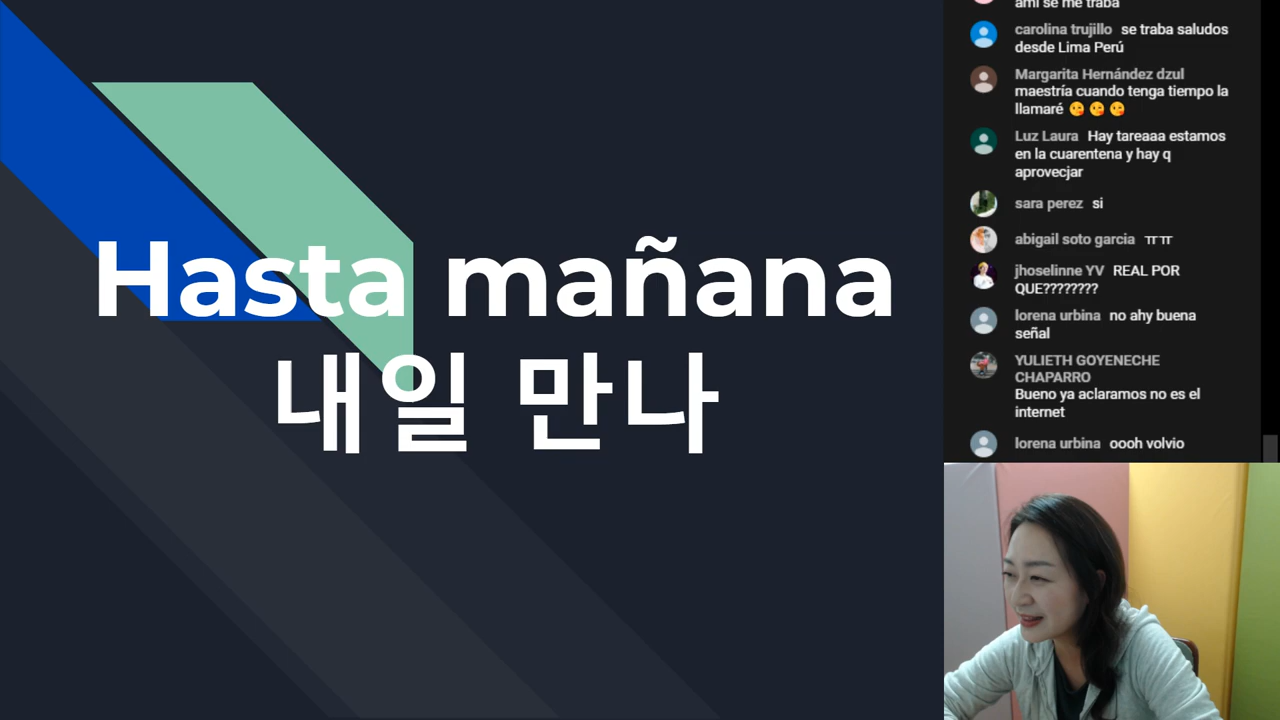 Hasta mañana
내일 만나
ami se me traba
carolina trujillo se traba saludos
desde Lima Perú
Margarita Hernández dzul
maestría cuando tenga tiempo la
llamaré 😘 😘 😘
Luz Laura Hay tareaaa estamos
en la cuarentena y hay q
aprovecjar
sara perez si
abigail soto garcia ㅠㅠ
jhoselinne YV REAL POR
QUE????????
lorena urbina no ahy buena
señal
YULIETH GOYENECHE
CHAPARRO
Bueno ya aclaramos no es el
internet
lorena urbina oooh volvio